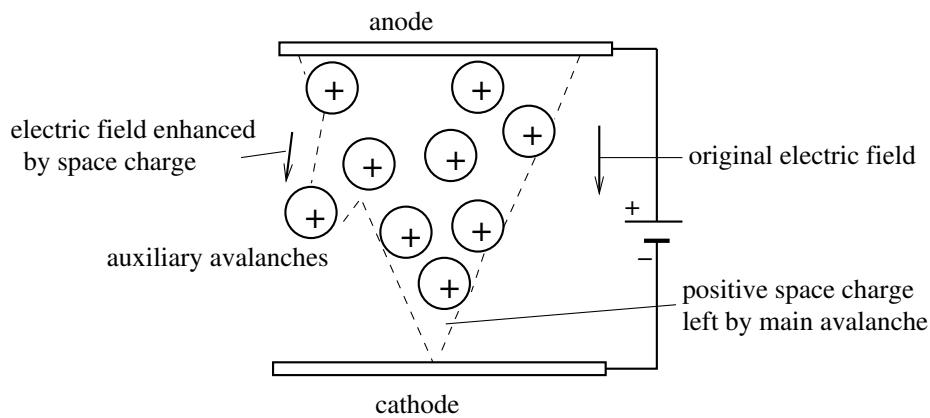 anode
+
+
+
electric field enhanced
by space charge
+
+
original electric field
+
+
+
+
+
auxiliary avalanches
−
+
positive space charge
left by main avalanche
cathode